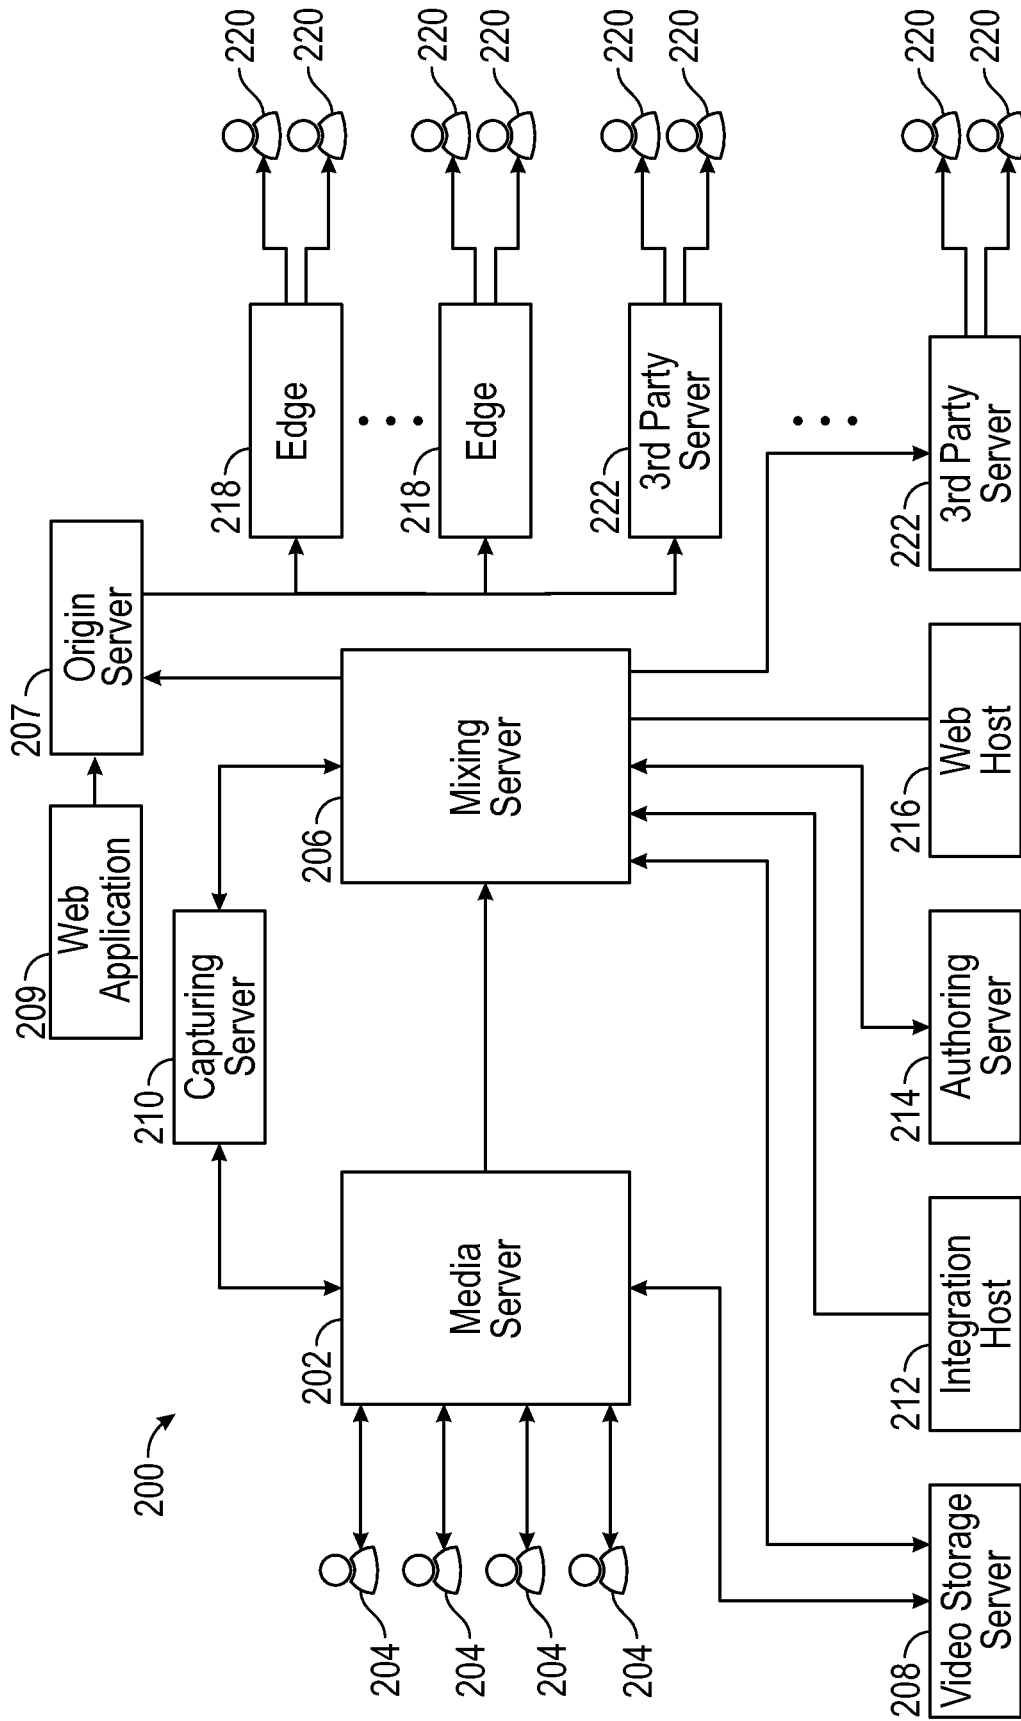 200
204
204
204
204
202
Media
Server
210
Capturing
Server
209
Web
Application
207
Origin
Server
206
Mixing
Server
218
Edge
218
Edge
222
3rd Party
Server
222
3rd Party
Server
220
220
220
220
220
220
220
220
208
Video Storage
Server
212
Integration
Host
214
Authoring
Server
216
Web
Host